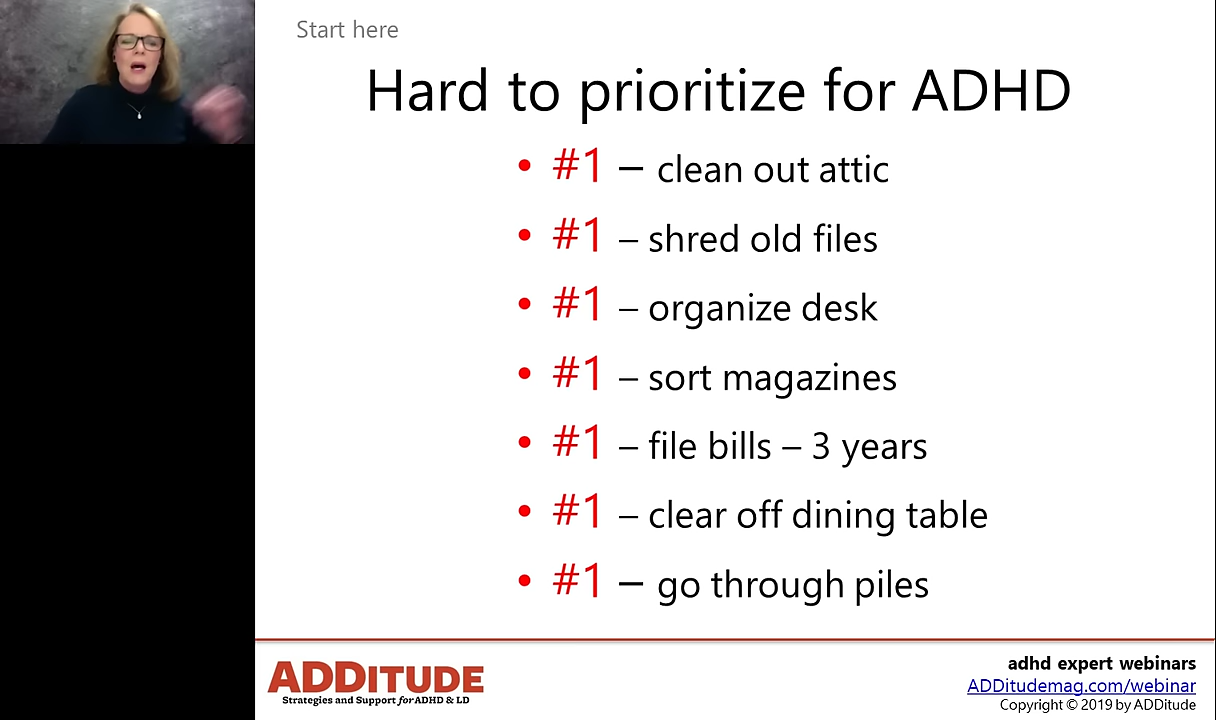 Start here
Hard to prioritize for ADHD
• #1 – clean out attic
• #1 – shred old files
• #1 – organize desk
• #1 – sort magazines
• #1 – file bills – 3 years
• #1 – clear off dining table
• #1 – go through piles
ADDITUDE
Strategies and Support for ADHD & LD
adhd expert webinars
ADDitudemag.com/webinar
Copyright © 2019 by ADDitude